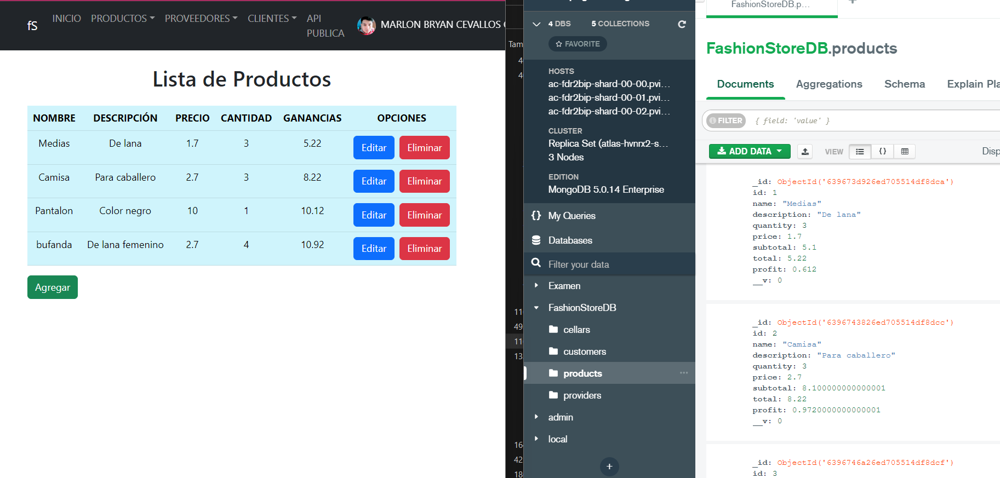 fS
INICIO
PRODUCTOS
PROVEEDORES
CLIENTES
API
PUBLICA
MARLON BRYAN CEVALLOS
Lista de Productos
NOMBRE DESCRIPCIÓN PRECIO CANTIDAD GANANCIAS OPCIONES
Medias De lana 1.7 3 5.22 Editar Eliminar
Camisa Para caballero 2.7 3 8.22 Editar Eliminar
Pantalon Color negro 10 1 10.12 Editar Eliminar
bufanda De lana femenino 2.7 4 10.92 Editar Eliminar
Agregar
Tam
11
49
11
13
16
42
18
4 DBS 5 COLLECTIONS
FAVORITE
HOSTS
ac-fdr2bip-shard-00-00.pvi...
ac-fdr2bip-shard-00-01.pvi...
ac-fdr2bip-shard-00-02.pvi...
CLUSTER
Replica Set (atlas-hvnrx2-s...
3 Nodes
EDITION
MongoDB 5.0.14 Enterprise
{} My Queries
Databases
Filter your data
Examen
FashionStoreDB
cellars
customers
products ...
providers
admin
local
+
FashionStoreDB.p...
FashionStoreDB.products
Documents Aggregations Schema Explain Pla
FILTER { field: 'value' }
ADD DATA VIEW {} Disp
_id: ObjectId('639673d926ed705514df8dca')
id: 1
name: "Medias"
description: "De lana"
quantity: 3
price: 1.7
subtotal: 5.1
total: 5.22
profit: 0.612
__v: 0
_id: ObjectId('6396743826ed705514df8dcc')
id: 2
name: "Camisa"
description: "Para caballero"
quantity: 3
price: 2.7
subtotal: 8.100000000000001
total: 8.22
profit: 0.9720000000000001
__v: 0
_id: ObjectId('6396746a26ed705514df8dcf')
id: 3